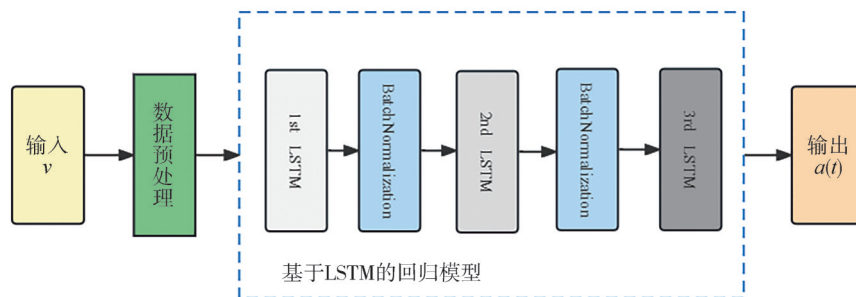 输入
v
数据预处理
1st LSTM
BatchNormalization
2nd LSTM
BatchNormalization
3rd LSTM
输出
a(t)
基于LSTM的回归模型